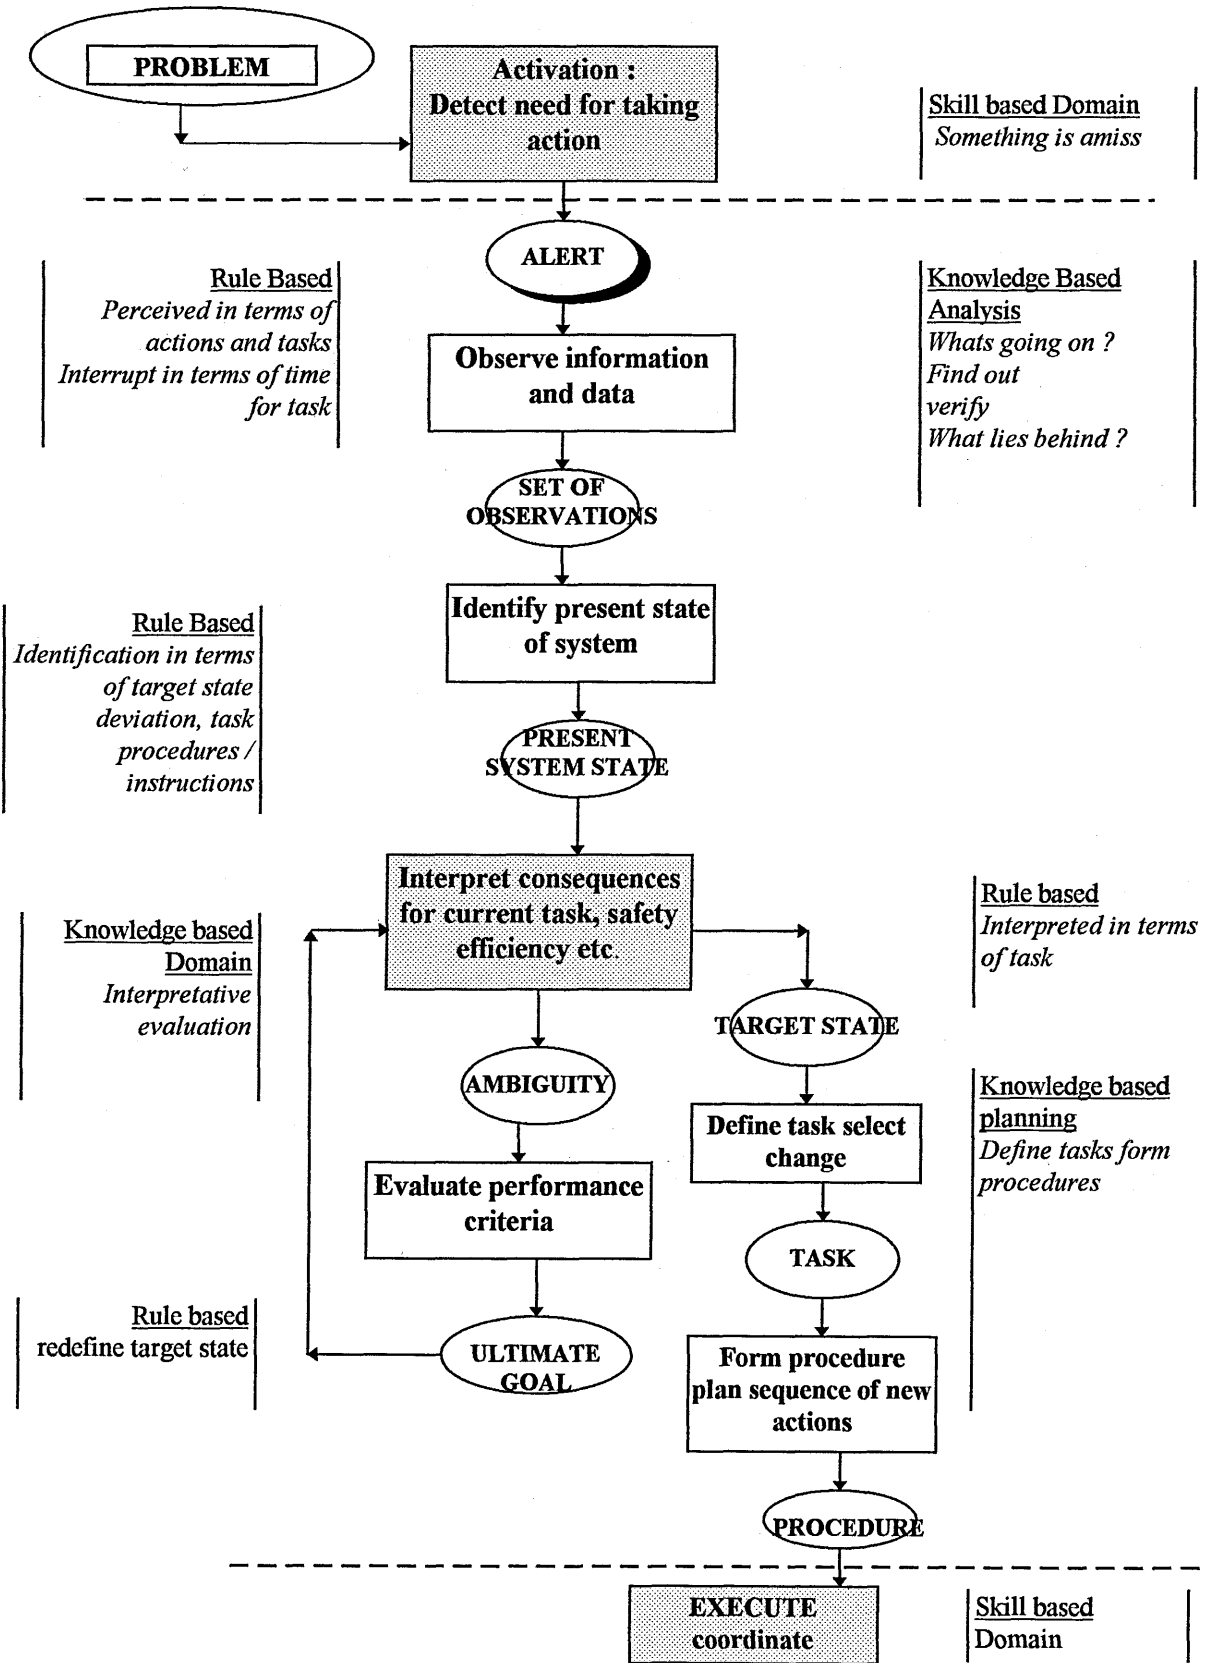 PROBLEM
Activation :
Detect need for taking
action
Skill based Domain
Something is amiss
ALERT
Rule Based
Perceived in terms of
actions and tasks
Interrupt in terms of time
for task
Knowledge Based
Analysis
Whats going on ?
Find out
verify
What lies behind ?
Observe information
and data
SET OF
OBSERVATIONS
Identify present state
of system
Rule Based
Identification in terms
of target state
deviation, task
procedures /
instructions
PRESENT
SYSTEM STATE
Interpret consequences
for current task, safety
efficiency etc.
Knowledge based
Domain
Interpretative
evaluation
Rule based
Interpreted in terms
of task
TARGET STATE
AMBIGUITY
Knowledge based
planning
Define tasks form
procedures
Define task select
change
Evaluate performance
criteria
TASK
Rule based
redefine target state
ULTIMATE
GOAL
Form procedure
plan sequence of new
actions
PROCEDURE
EXECUTE
coordinate
Skill based
Domain